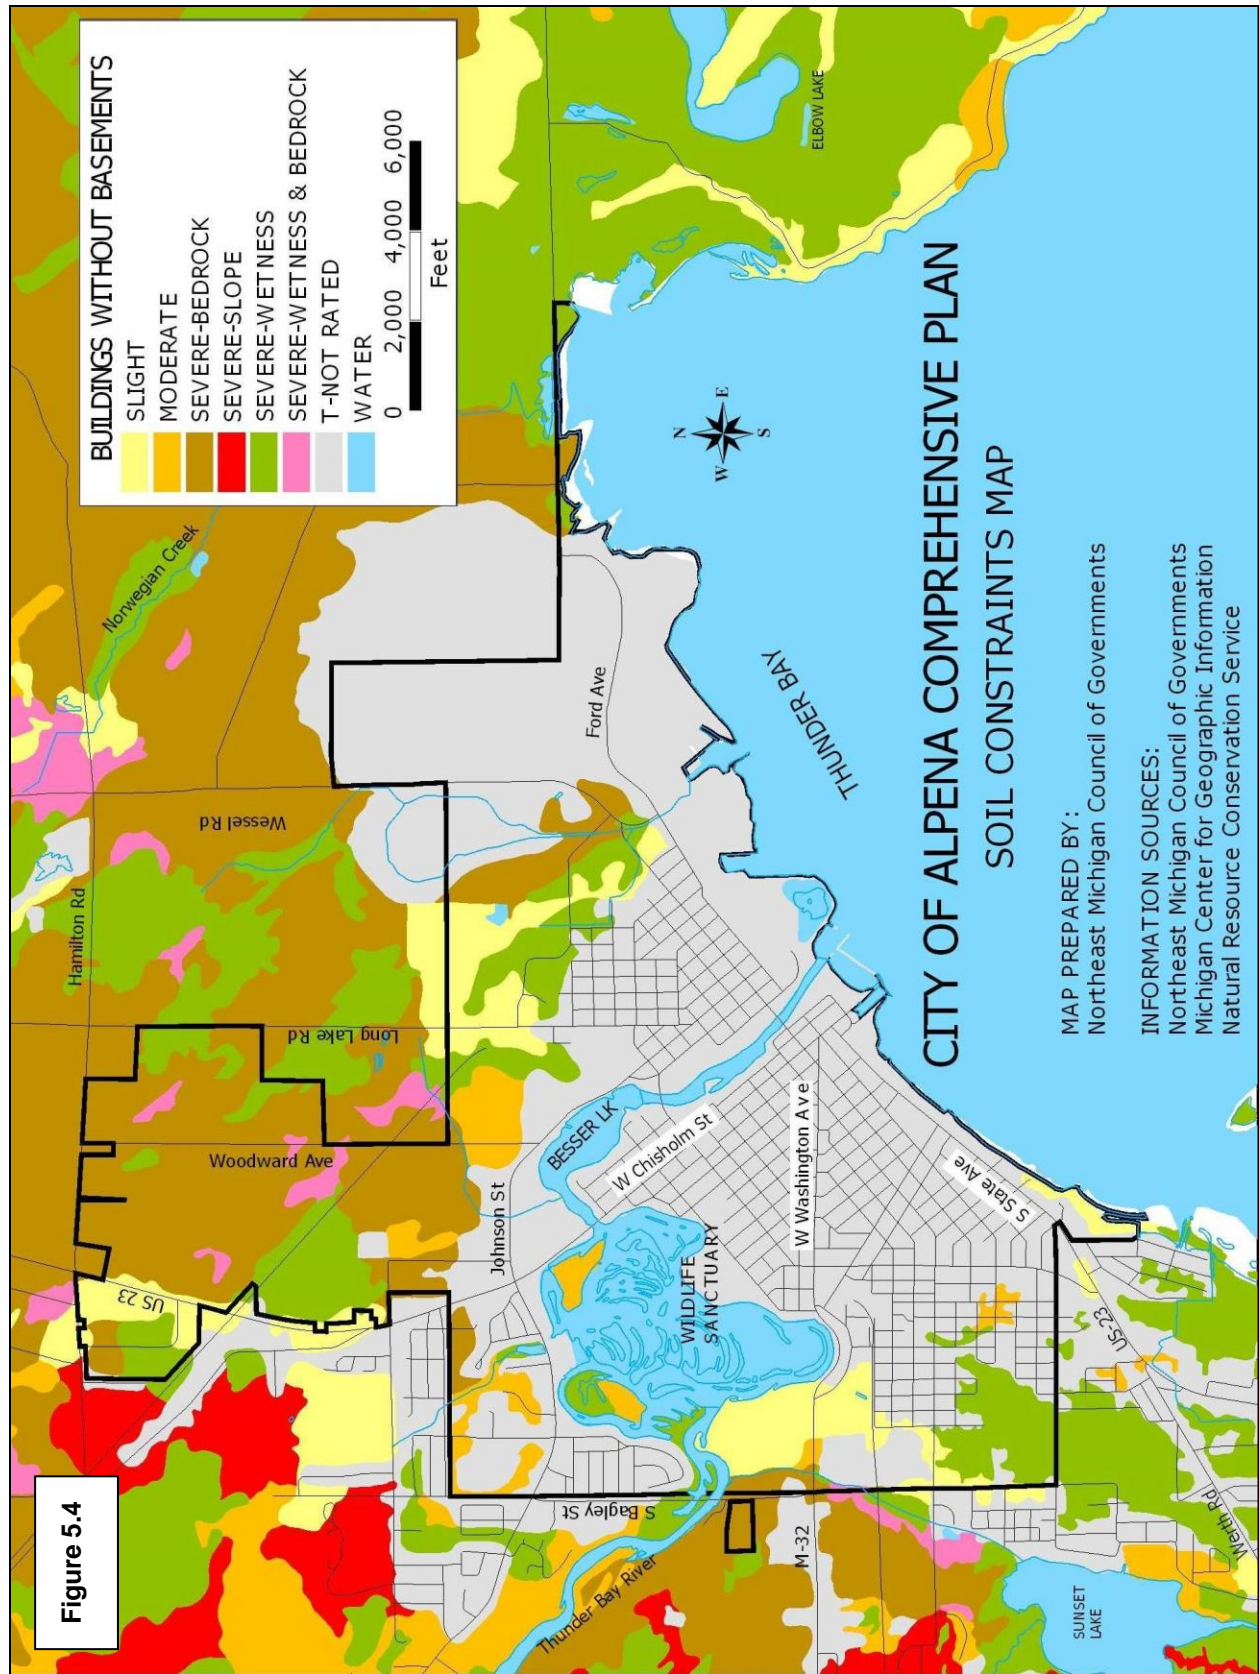 Figure 5.4
BUILDINGS WITHOUT BASEMENTS
SLIGHT
MODERATE
SEVERE-BEDROCK
SEVERE-SLOPE
SEVERE-WETNESS
SEVERE-WETNESS & BEDROCK
T-NOT RATED
WATER
0 2,000 4,000 6,000
Feet
Hamilton Rd
Norwegian Creek
US 23
Woodward Ave
Long Lake Rd
Wessel Rd
Johnson St
Ford Ave
S Bagley St
BESSER LK
Thunder Bay River
WILDLIFE
SANCTUARY
W Chisholm St
ELBOW LAKE
N
W
E
S
THUNDER BAY
M-32
W Washington Ave
S State Ave
US-23
Werth Rd
SUNSET
LAKE
CITY OF ALPENA COMPREHENSIVE PLAN
SOIL CONSTRAINTS MAP
MAP PREPARED BY:
Northeast Michigan Council of Governments
INFORMATION SOURCES:
Northeast Michigan Council of Governments
Michigan Center for Geographic Information
Natural Resource Conservation Service